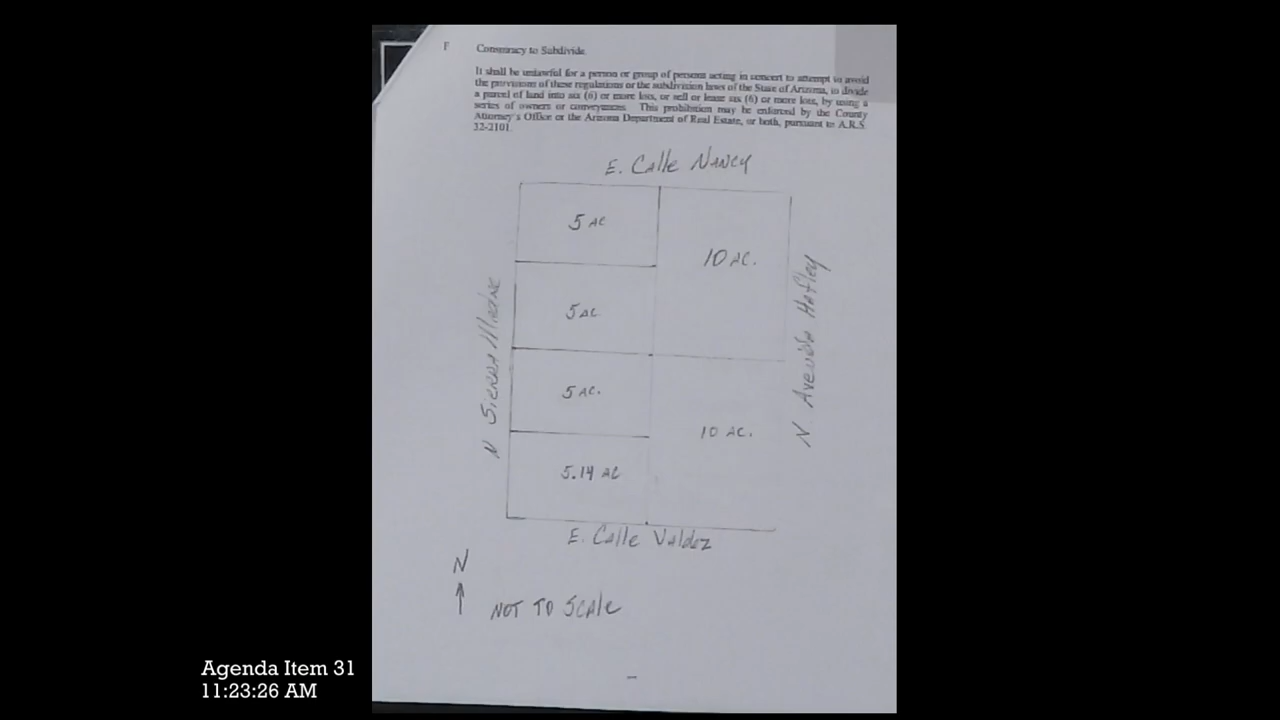 F Conspiracy to Subdivide.
It shall be unlawful for a person or group of persons acting in concert to attempt to avoid
the provisions of these regulations or the subdivision laws of the State of Arizona, to divide
a parcel of land into six (6) or more lots, or sell or lease six (6) or more lots, by using a
series of owners or conveyances. This prohibition may be enforced by the County
Attorney's Office or the Arizona Department of Real Estate, or both, pursuant to A.R.S.
32-2101.
E. Calle Nancy
5 AC
10 AC.
5 AC
N Sierra
N Avenida
5 AC.
10 AC.
5.14 AC
E. Calle Valdez
N
NOT TO Scale
Agenda Item 31
11:23:26 AM